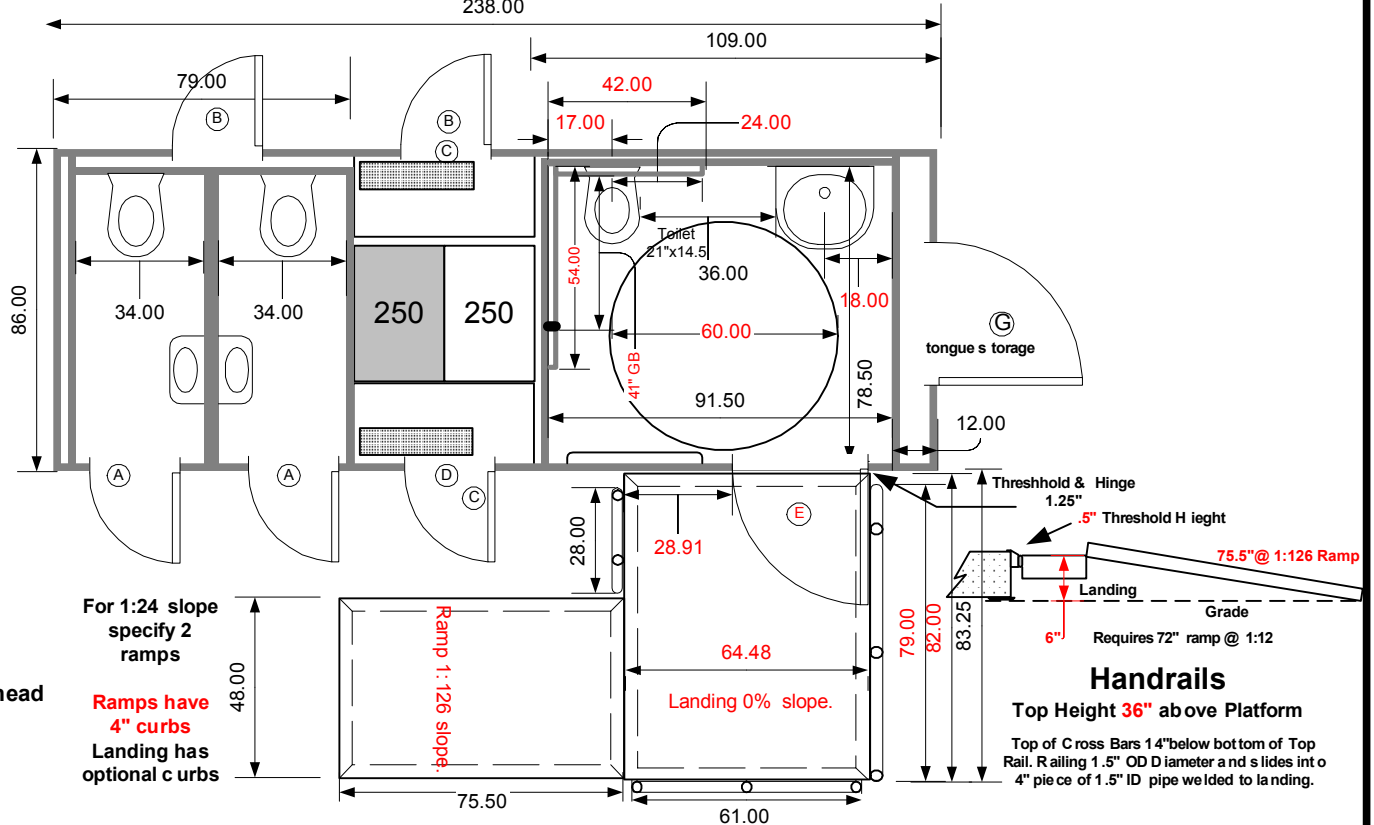 238.00
109.00
79.00
42.00
17.00
24.00
B
B
C
86.00
34.00
34.00
250
250
54.00
41" GB
Toilet
21"x14.5
36.00
60.00
18.00
91.50
78.50
G
tongue s torage
12.00
A
A
D
C
E
28.00
28.91
64.48
Landing 0% slope.
Ramp 1: 126 slope.
48.00
75.50
61.00
79.00
82.00
83.25
For 1:24 slope
specify 2
ramps
head
Ramps have
4" curbs
Landing has
optional c urbs
Threshhold & Hinge
1.25"
.5" Threshold H ieght
75.5"@ 1:126 Ramp
Landing
Grade
6"
Requires 72" ramp @ 1:12
Handrails
Top Height 36" above Platform
Top of C ross Bars 1 4"below bot tom of Top
Rail. R ailing 1.5" OD D iameter a nd s lides int o
4" pie ce of 1.5" ID pipe we lded to la nding.